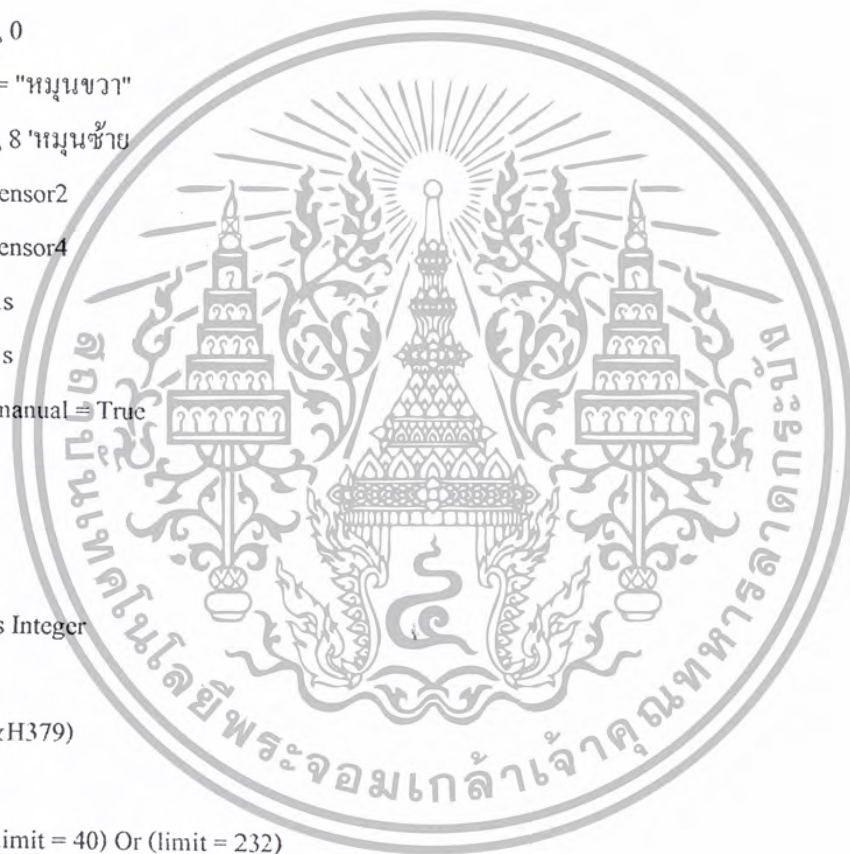 , 0
= "หมุนขวา"
, 8 'หมุนซ้าย
ensor2
ensor4
s
manual = True
s Integer
H379)
limit = 40) Or (limit = 232)
สถาบันเทคโนโลยีพระจอมเกล้าเจ้าคุณทหารลาดกระบัง